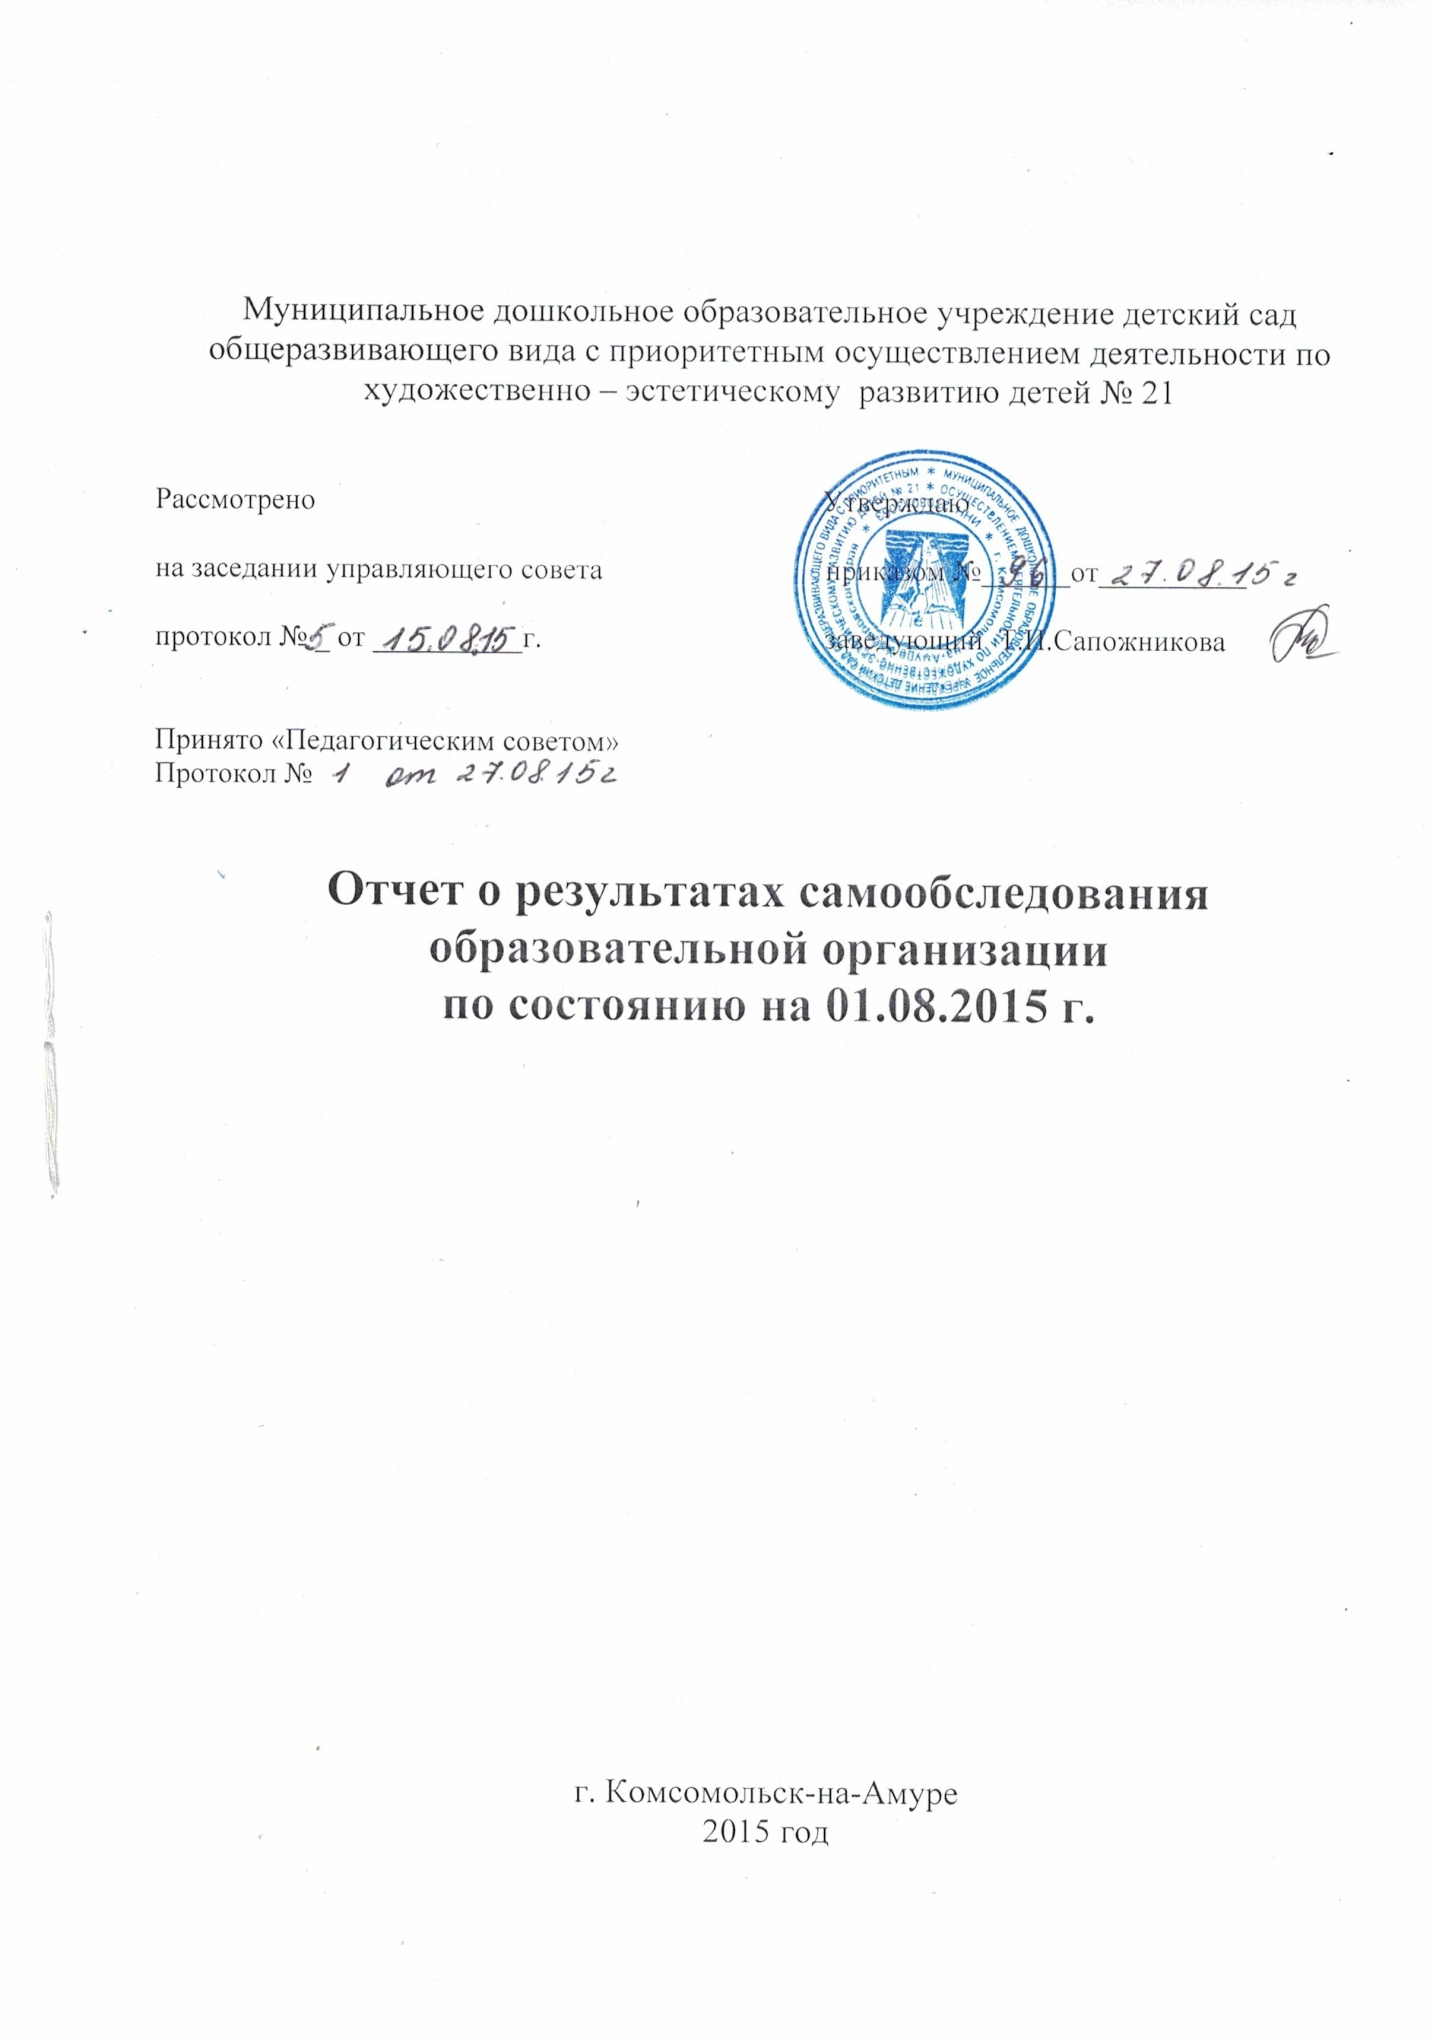 Муниципальное дошкольное образовательное учреждение детский сад
общеразвивающего вида с приоритетным осуществлением деятельности по
художественно – эстетическому развитию детей № 21
Рассмотрено
Утверждаю
на заседании управляющего совета
приказом № 96 от 27.08.15 г
протокол № 5 от 15.08.15 г.
заведующий Т.И.Сапожникова
Принято «Педагогическим советом»
Протокол № 1 от 27.08.15 г
Отчет о результатах самообследования
образовательной организации
по состоянию на 01.08.2015 г.
г. Комсомольск-на-Амуре
2015 год